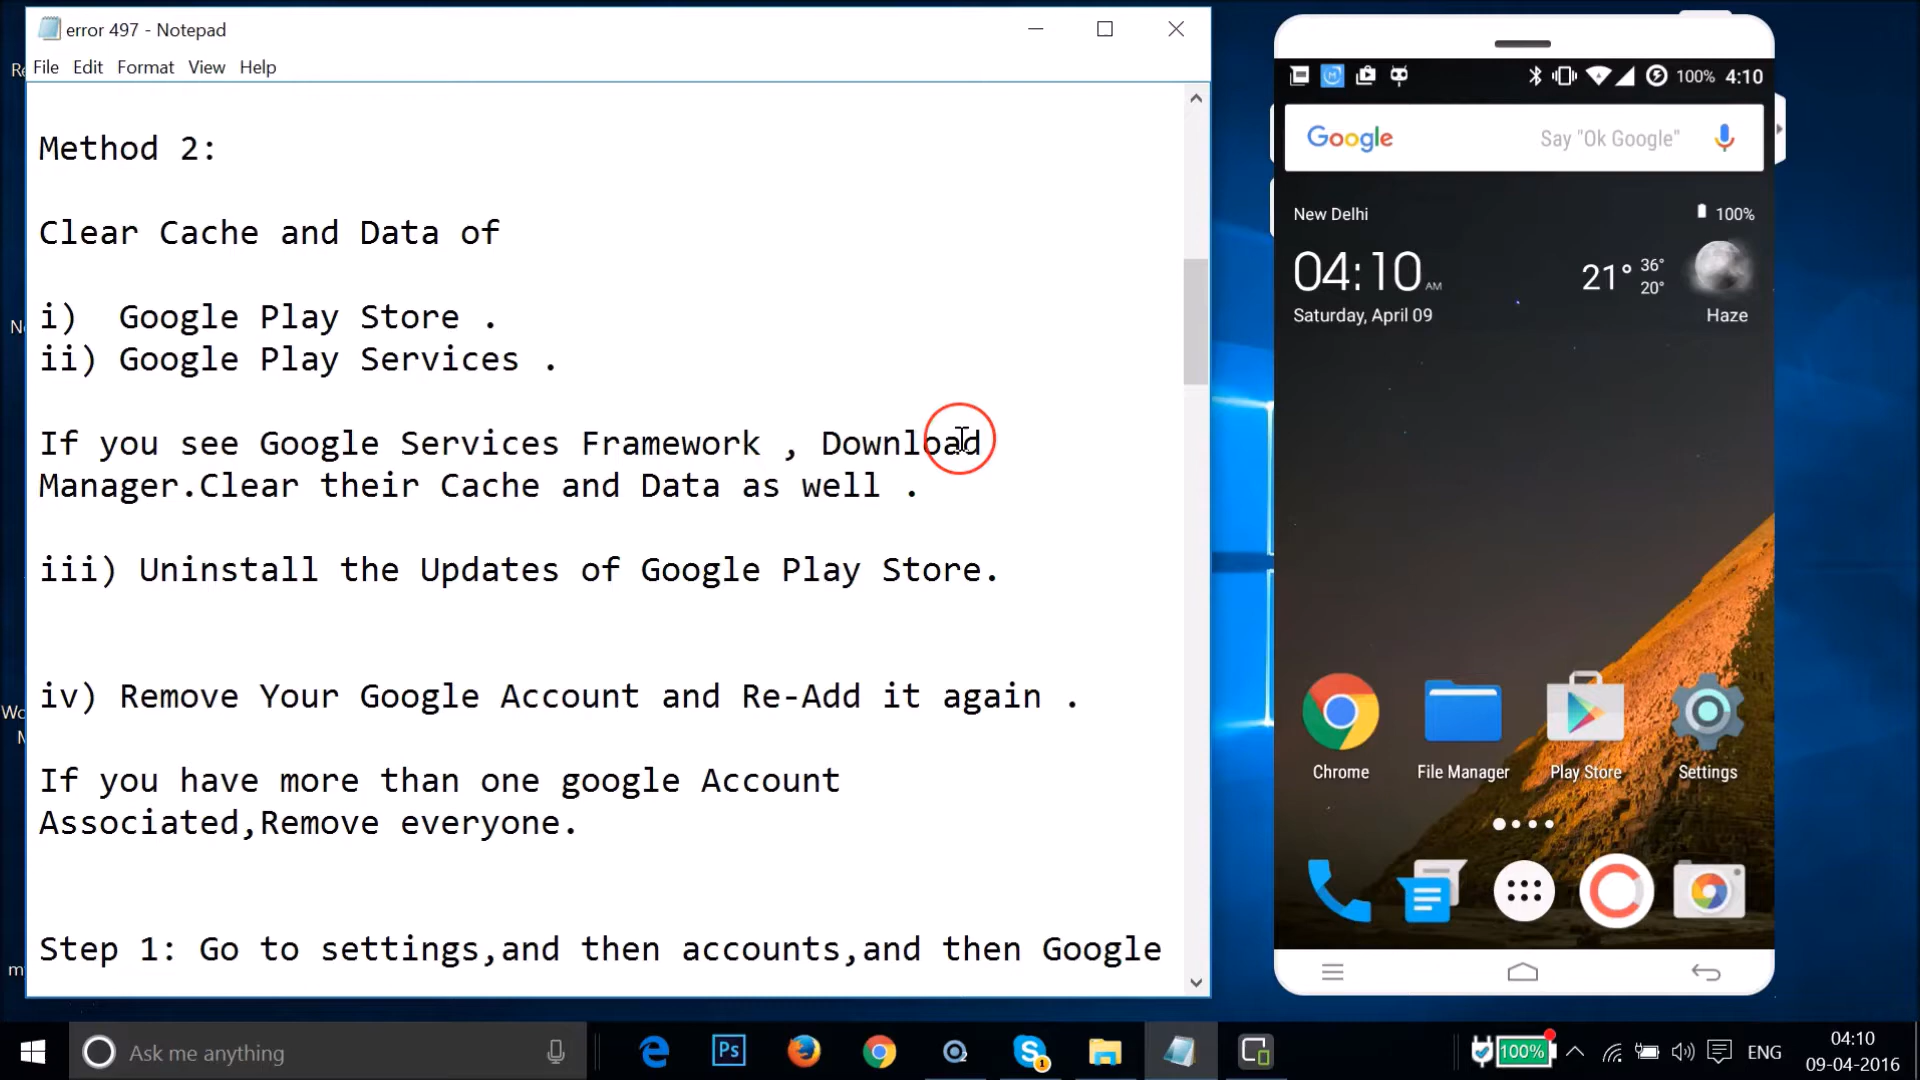 error 497 - Notepad
File Edit Format View Help
Method 2:
Clear Cache and Data of
i)  Google Play Store .
ii) Google Play Services .
If you see Google Services Framework , Download
Manager.Clear their Cache and Data as well .
iii) Uninstall the Updates of Google Play Store.
iv) Remove Your Google Account and Re-Add it again .
If you have more than one google Account
Associated,Remove everyone.
Step 1: Go to settings,and then accounts,and then Google
100% 4:10
Google Say "Ok Google"
New Delhi 100%
04:10 AM 21° 36°
20°
Saturday, April 09 Haze
Chrome File Manager Play Store Settings
Ask me anything
Ps
1
100%
ENG
04:10
09-04-2016